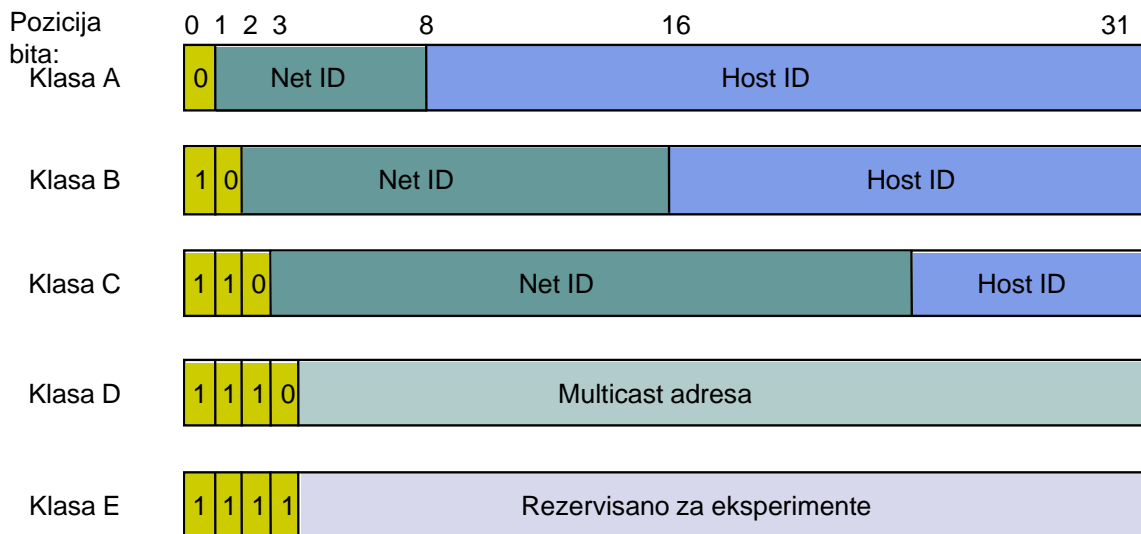 Pozicija bita: 0 1 2 3 8 16 31
Klasa A 0 Net ID Host ID
Klasa B 1 0 Net ID Host ID
Klasa C 1 1 0 Net ID Host ID
Klasa D 1 1 1 0 Multicast adresa
Klasa E 1 1 1 1 Rezervisano za eksperimente